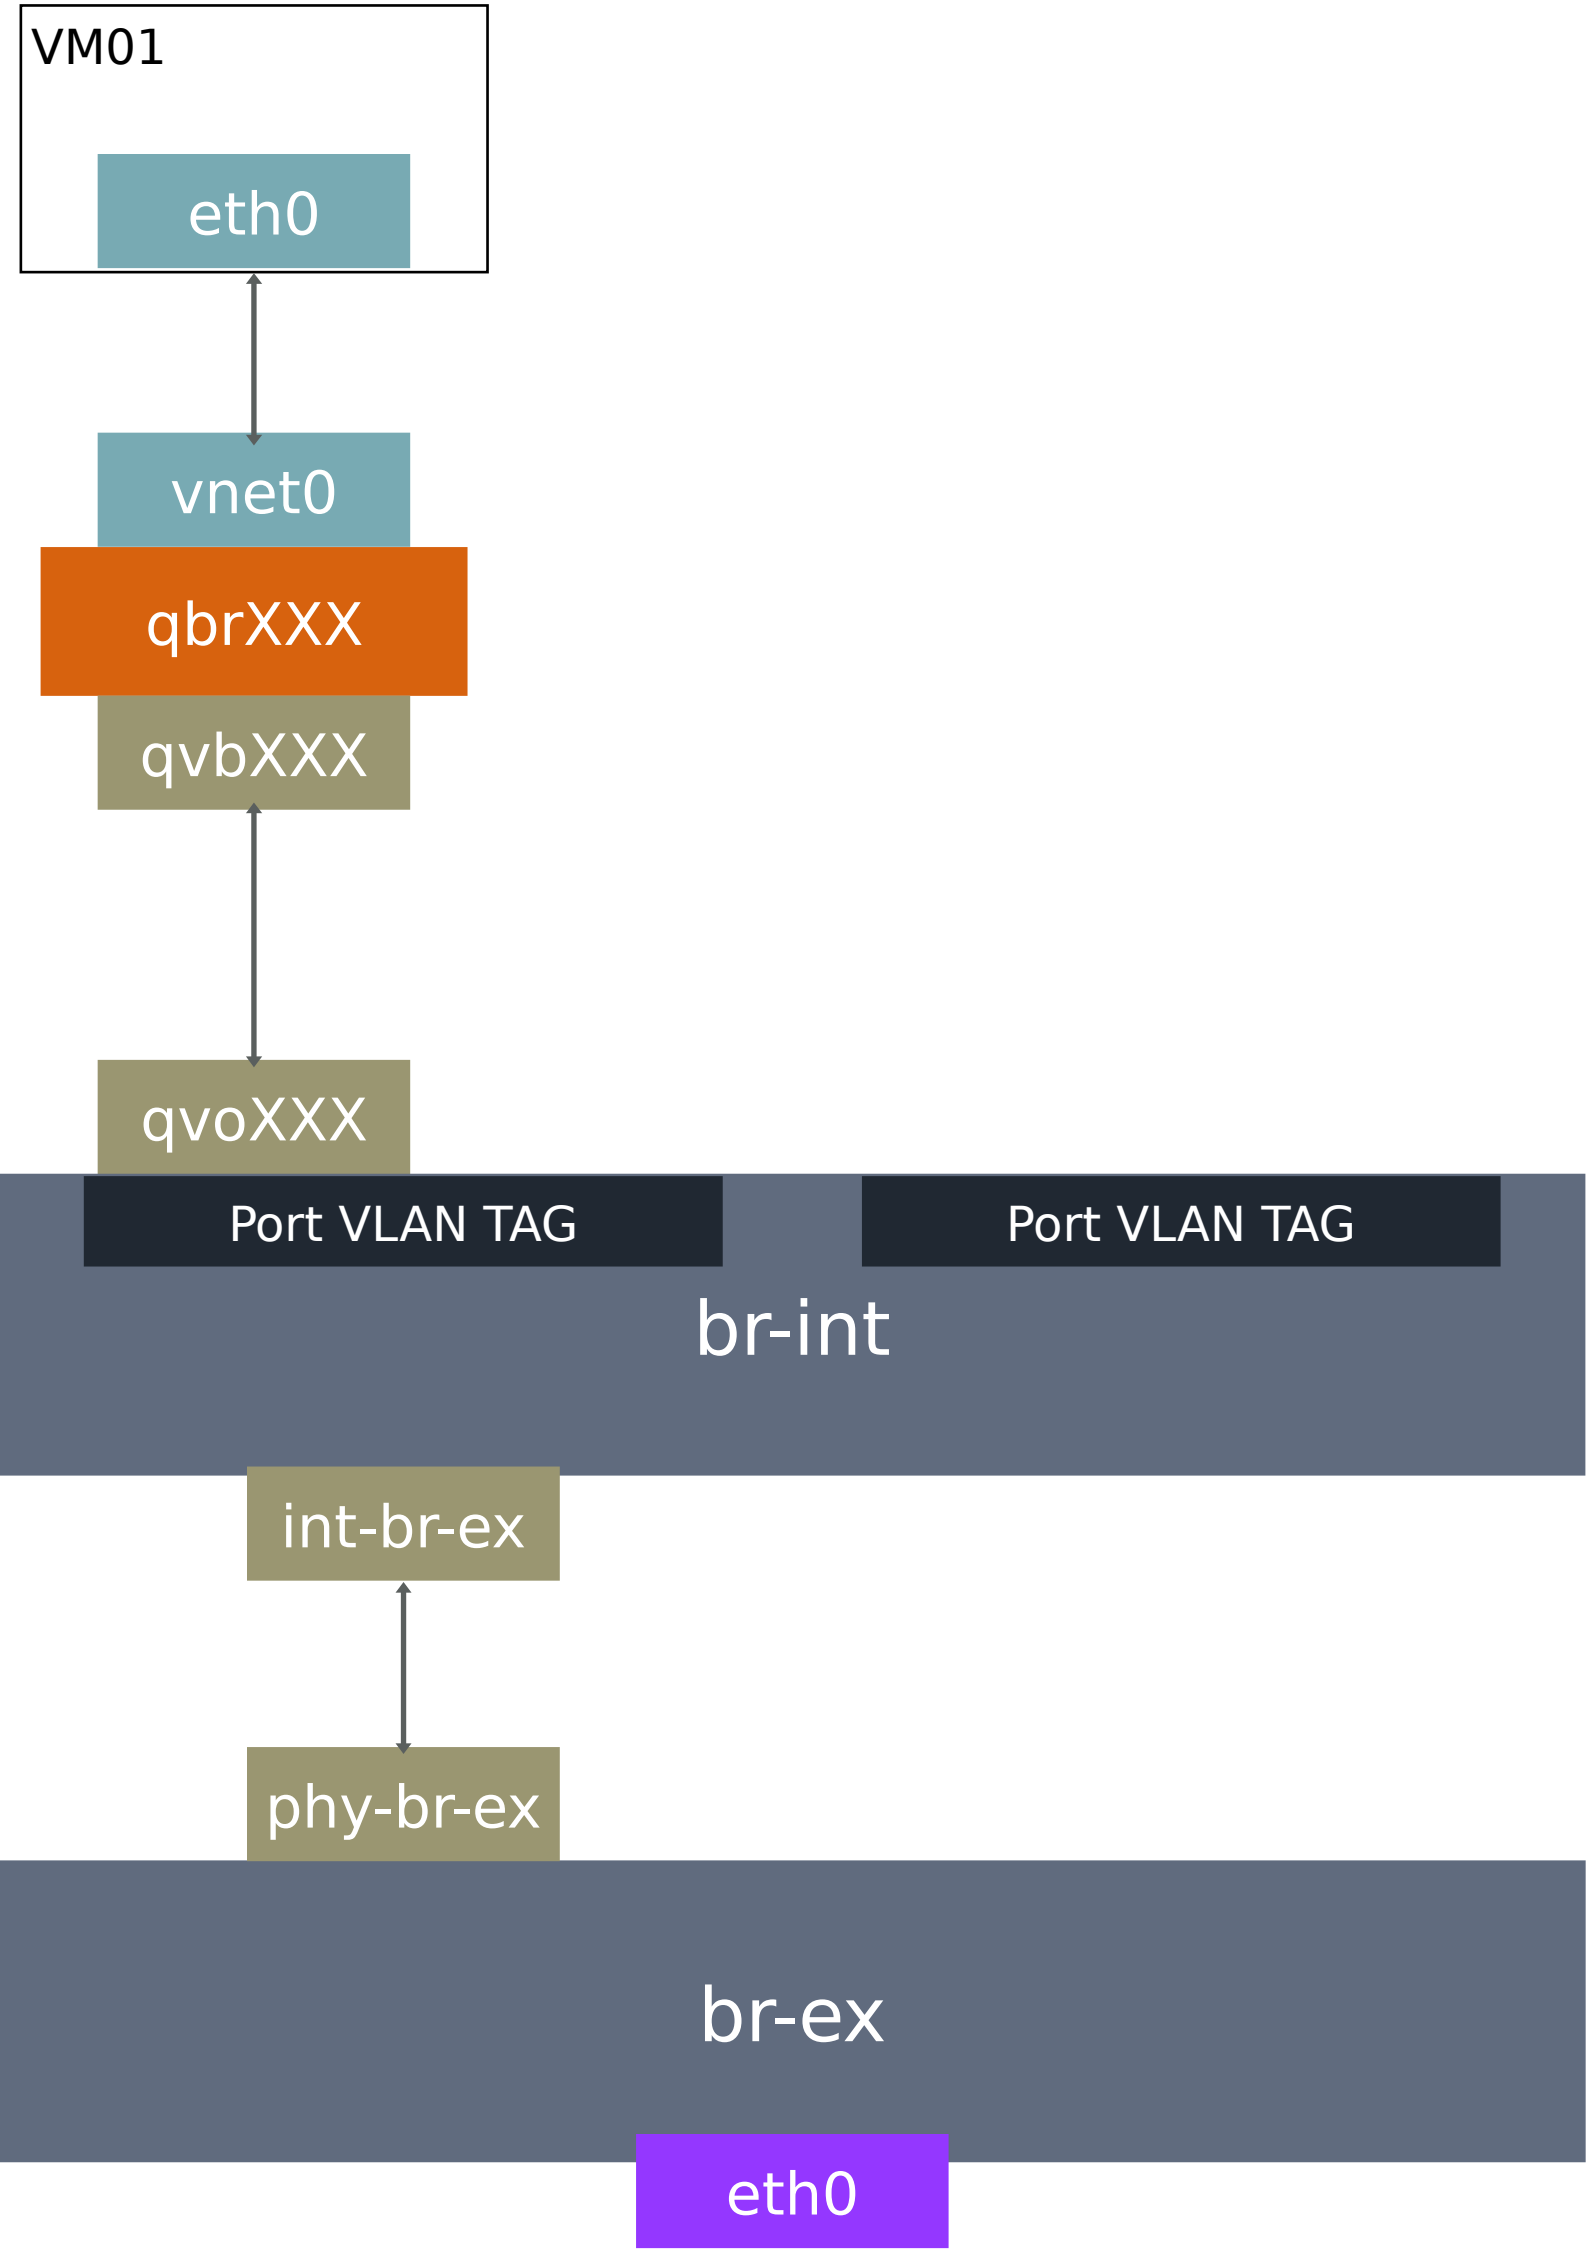 VM01
eth0
vnet0
qbrXXX
qvbXXX
qvoXXX
Port VLAN TAG
Port VLAN TAG
br-int
int-br-ex
phy-br-ex
br-ex
eth0